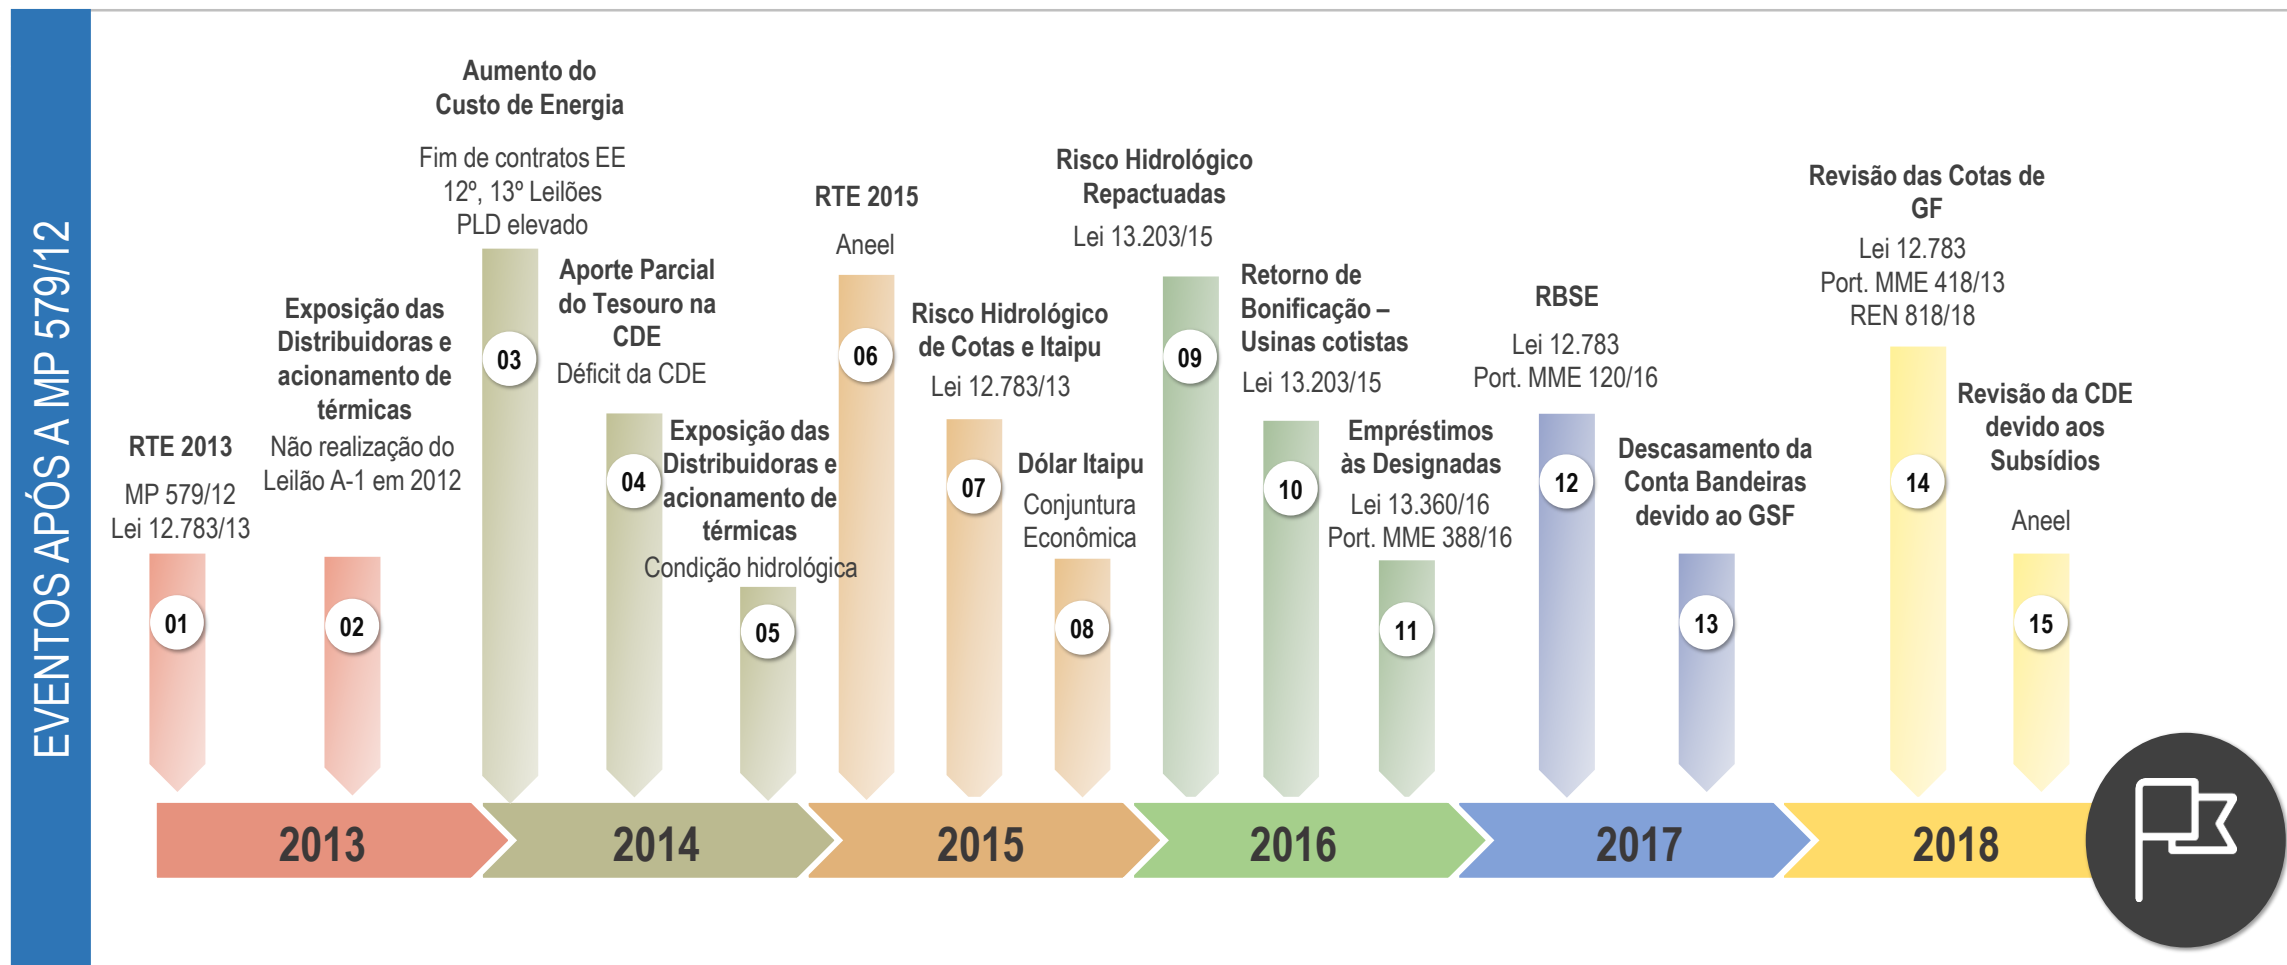 EVENTOS APÓS A MP 579/12
RTE 2013
MP 579/12
Lei 12.783/13
01
Exposição das
Distribuidoras e
acionamento de
térmicas
Não realização do
Leilão A-1 em 2012
02
Aumento do
Custo de Energia
Fim de contratos EE
12º, 13º Leilões
PLD elevado
03
Aporte Parcial
do Tesouro na
CDE
Déficit da CDE
04
Exposição das
Distribuidoras e
acionamento de
térmicas
Condição hidrológica
05
RTE 2015
Aneel
06
Risco Hidrológico
de Cotas e Itaipu
Lei 12.783/13
07
Dólar Itaipu
Conjuntura
Econômica
08
Risco Hidrológico
Repactuadas
Lei 13.203/15
09
Retorno de
Bonificação –
Usinas cotistas
Lei 13.203/15
10
Empréstimos
às Designadas
Lei 13.360/16
Port. MME 388/16
11
RBSE
Lei 12.783
Port. MME 120/16
12
Descasamento da
Conta Bandeiras
devido ao GSF
13
Revisão das Cotas de
GF
Lei 12.783
Port. MME 418/13
REN 818/18
14
Revisão da CDE
devido aos
Subsídios
Aneel
15
2013
2014
2015
2016
2017
2018